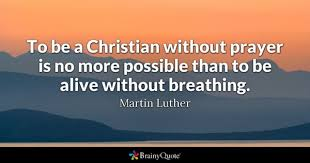 To be a Christian without prayer
is no more possible than to be
alive without breathing.
Martin Luther
BrainyQuote®